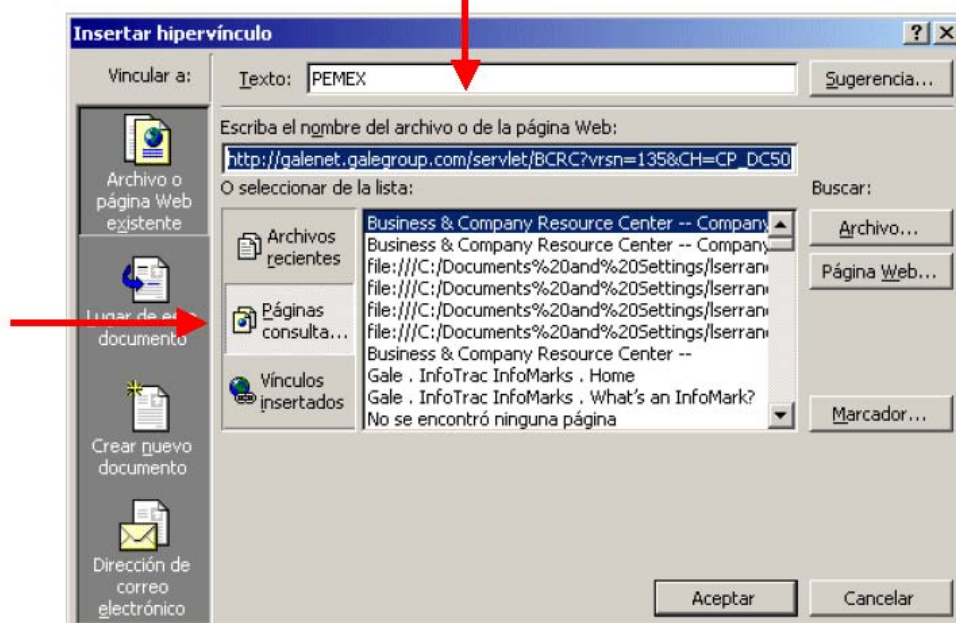 Insertar hipervínculo
Vincular a:
Texto: PEMEX
Sugerencia...
Archivo o
página Web
existente
Escriba el nombre del archivo o de la página Web:
http://galenet.galegroup.com/servlet/BCRC?vrsn=135&CH=CP_DC50
O seleccionar de la lista:
Buscar:
Archivos
recientes
Páginas
consulta...
Vínculos
insertados
Business & Company Resource Center -- Company
Business & Company Resource Center -- Company
file:///C:/Documents%20and%20Settings/lserran
file:///C:/Documents%20and%20Settings/lserran
file:///C:/Documents%20and%20Settings/lserran
file:///C:/Documents%20and%20Settings/lserran
Business & Company Resource Center --
Gale . InfoTrac InfoMarks . Home
Gale . InfoTrac InfoMarks . What's an InfoMark?
No se encontró ninguna página
Archivo...
Página Web...
Marcador...
Lugar de
documento
Crear nuevo
documento
Dirección de
correo
electrónico
Aceptar
Cancelar